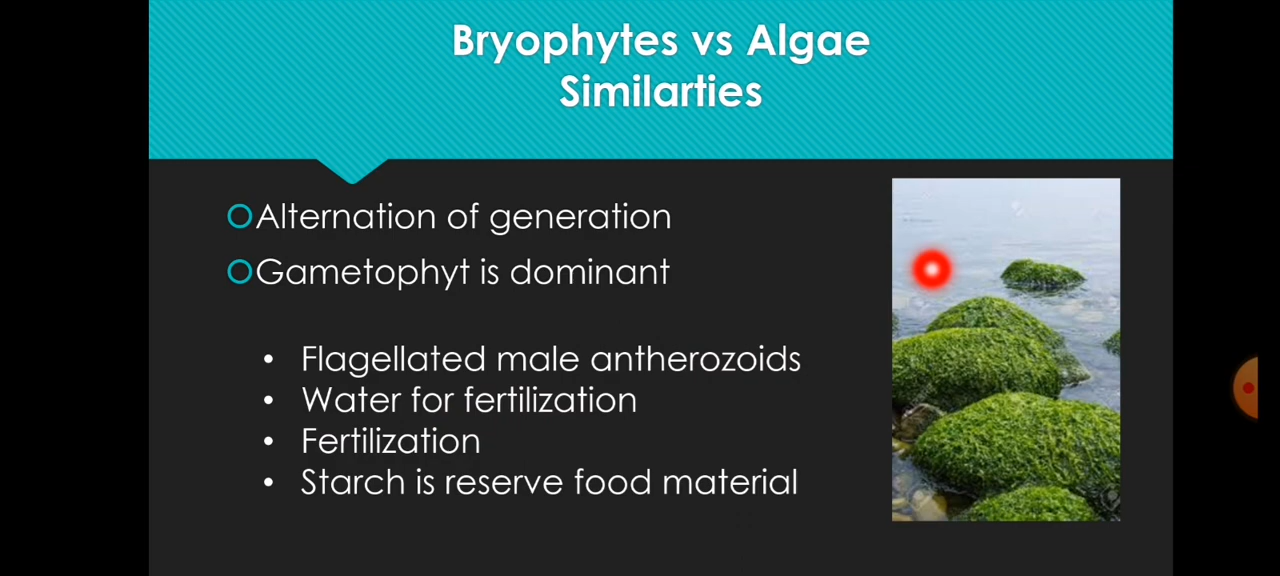 Bryophytes vs Algae
Similarties
Alternation of generation
Gametophyt is dominant
• Flagellated male antherozoids
• Water for fertilization
• Fertilization
• Starch is reserve food material